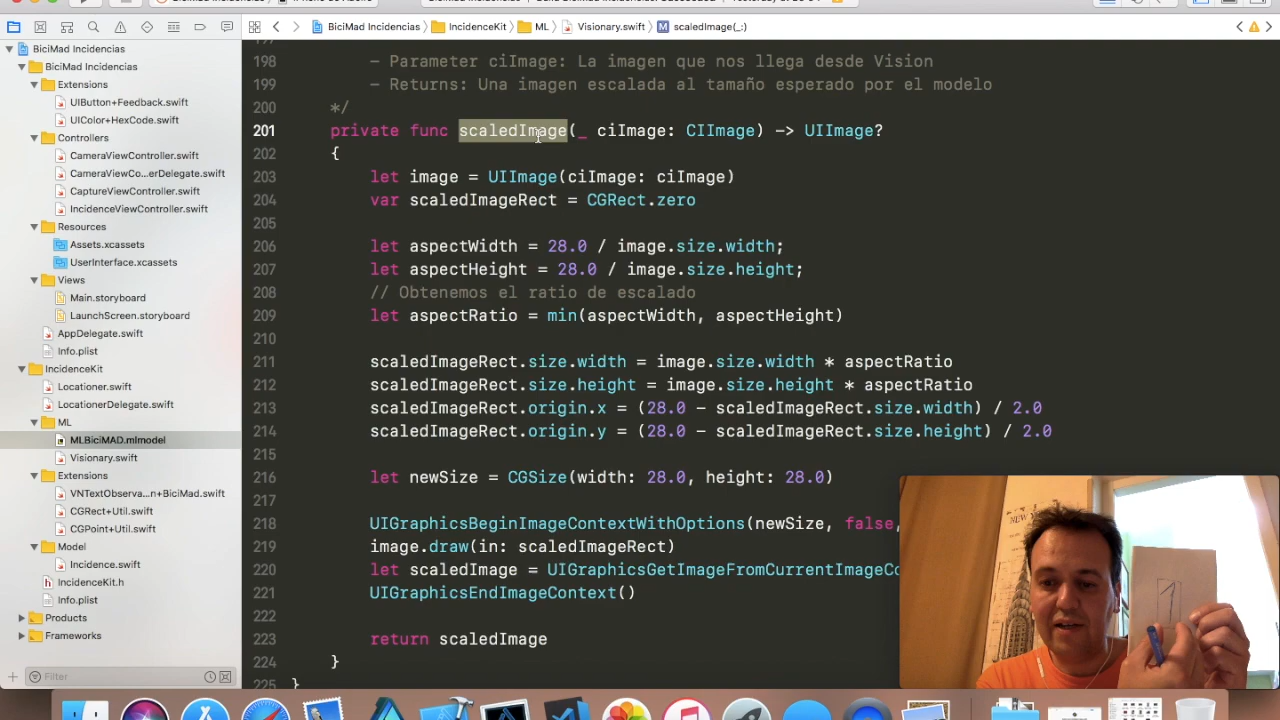 BiciMad Incidencias
IncidenceKit
ML
Visionary.swift
scaledImage(_:)
BiciMad Incidencias
BiciMad Incidencias
Extensions
UIButton+Feedback.swift
UIColor+HexCode.swift
Controllers
CameraViewController.swift
CameraViewCo...erDelegate.swift
CaptureViewController.swift
IncidenceViewController.swift
Resources
Assets.xcassets
UserInterface.xcassets
Views
Main.storyboard
LaunchScreen.storyboard
AppDelegate.swift
Info.plist
IncidenceKit
Locationer.swift
LocationerDelegate.swift
ML
MLBiciMAD.mlmodel
Visionary.swift
Extensions
VNTextObserva...n+BiciMad.swift
CGRect+Util.swift
CGPoint+Util.swift
Model
Incidence.swift
IncidenceKit.h
Info.plist
Products
Frameworks
Filter
198 - Parameter ciImage: La imagen que nos llega desde Vision
199 - Returns: Una imagen escalada al tamaño esperado por el modelo
200 */
201 private func scaledImage(_ ciImage: CIImage) -> UIImage?
202 {
203 let image = UIImage(ciImage: ciImage)
204 var scaledImageRect = CGRect.zero
205
206 let aspectWidth = 28.0 / image.size.width;
207 let aspectHeight = 28.0 / image.size.height;
208 // Obtenemos el ratio de escalado
209 let aspectRatio = min(aspectWidth, aspectHeight)
210
211 scaledImageRect.size.width = image.size.width * aspectRatio
212 scaledImageRect.size.height = image.size.height * aspectRatio
213 scaledImageRect.origin.x = (28.0 - scaledImageRect.size.width) / 2.0
214 scaledImageRect.origin.y = (28.0 - scaledImageRect.size.height) / 2.0
215
216 let newSize = CGSize(width: 28.0, height: 28.0)
217
218 UIGraphicsBeginImageContextWithOptions(newSize, false,
219 image.draw(in: scaledImageRect)
220 let scaledImage = UIGraphicsGetImageFromCurrentImageCo
221 UIGraphicsEndImageContext()
222
223 return scaledImage
224 }
225 }
1